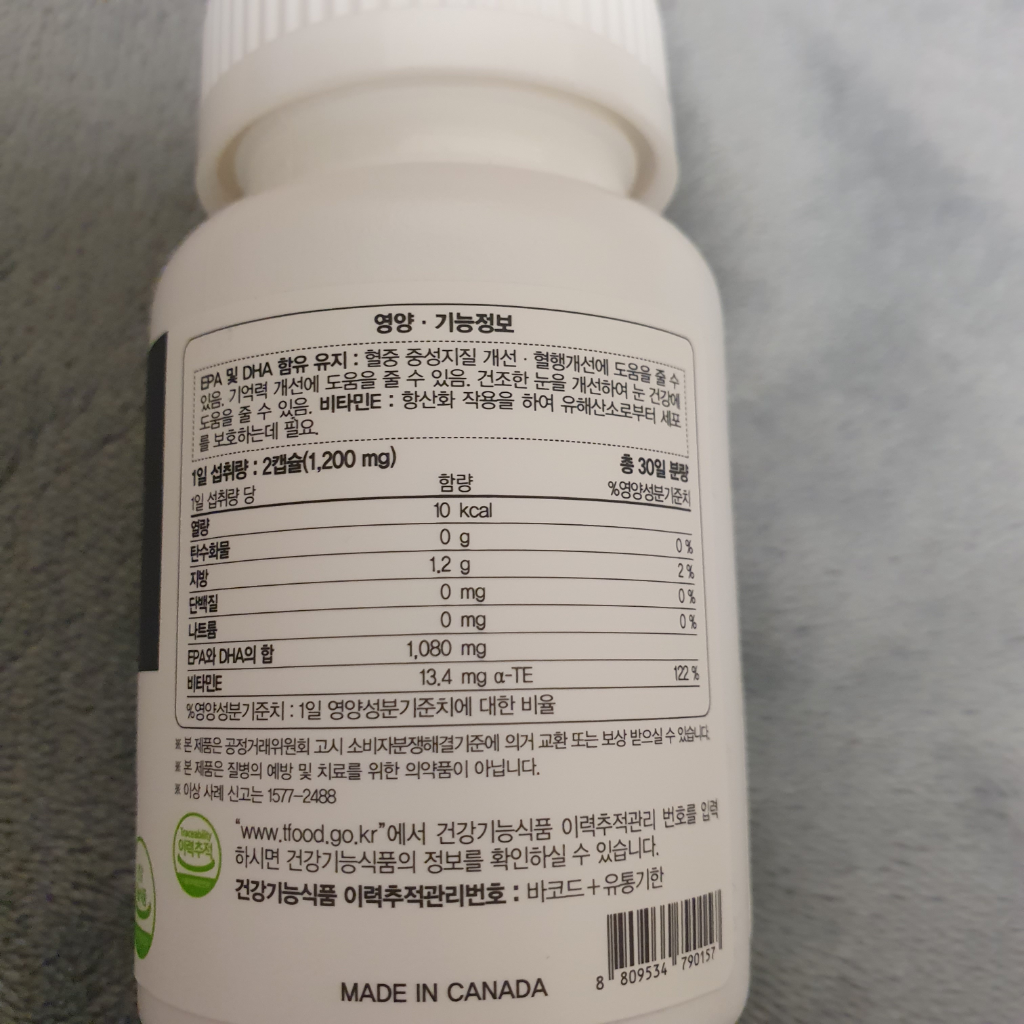 영양 · 기능정보
EPA 및 DHA 함유 유지 : 혈중 중성지질 개선 · 혈행개선에 도움을 줄 수
있음. 기억력 개선에 도움을 줄 수 있음. 건조한 눈을 개선하여 눈 건강에
도움을 줄 수 있음. 비타민E : 항산화 작용을 하여 유해산소로부터 세포
를 보호하는데 필요.
1일 섭취량 : 2캡슐(1,200 mg) 총 30일 분량
1일 섭취량 당 함량 %영양성분기준치
열량 10 kcal
탄수화물 0 g 0 %
지방 1.2 g 2 %
단백질 0 mg 0 %
나트륨 0 mg 0 %
EPA와 DHA의 합 1,080 mg
비타민E 13.4 mg α-TE 122 %
%영양성분기준치 : 1일 영양성분기준치에 대한 비율
※ 본 제품은 공정거래위원회 고시 소비자분쟁해결기준에 의거 교환 또는 보상 받으실 수 있습니다.
※ 본 제품은 질병의 예방 및 치료를 위한 의약품이 아닙니다.
※ 이상 사례 신고는 1577-2488
Traceability
이력추적
"www.tfood.go.kr"에서 건강기능식품 이력추적관리 번호를 입력
하시면 건강기능식품의 정보를 확인하실 수 있습니다.
건강기능식품 이력추적관리번호 : 바코드+유통기한
8 809534 790157
MADE IN CANADA